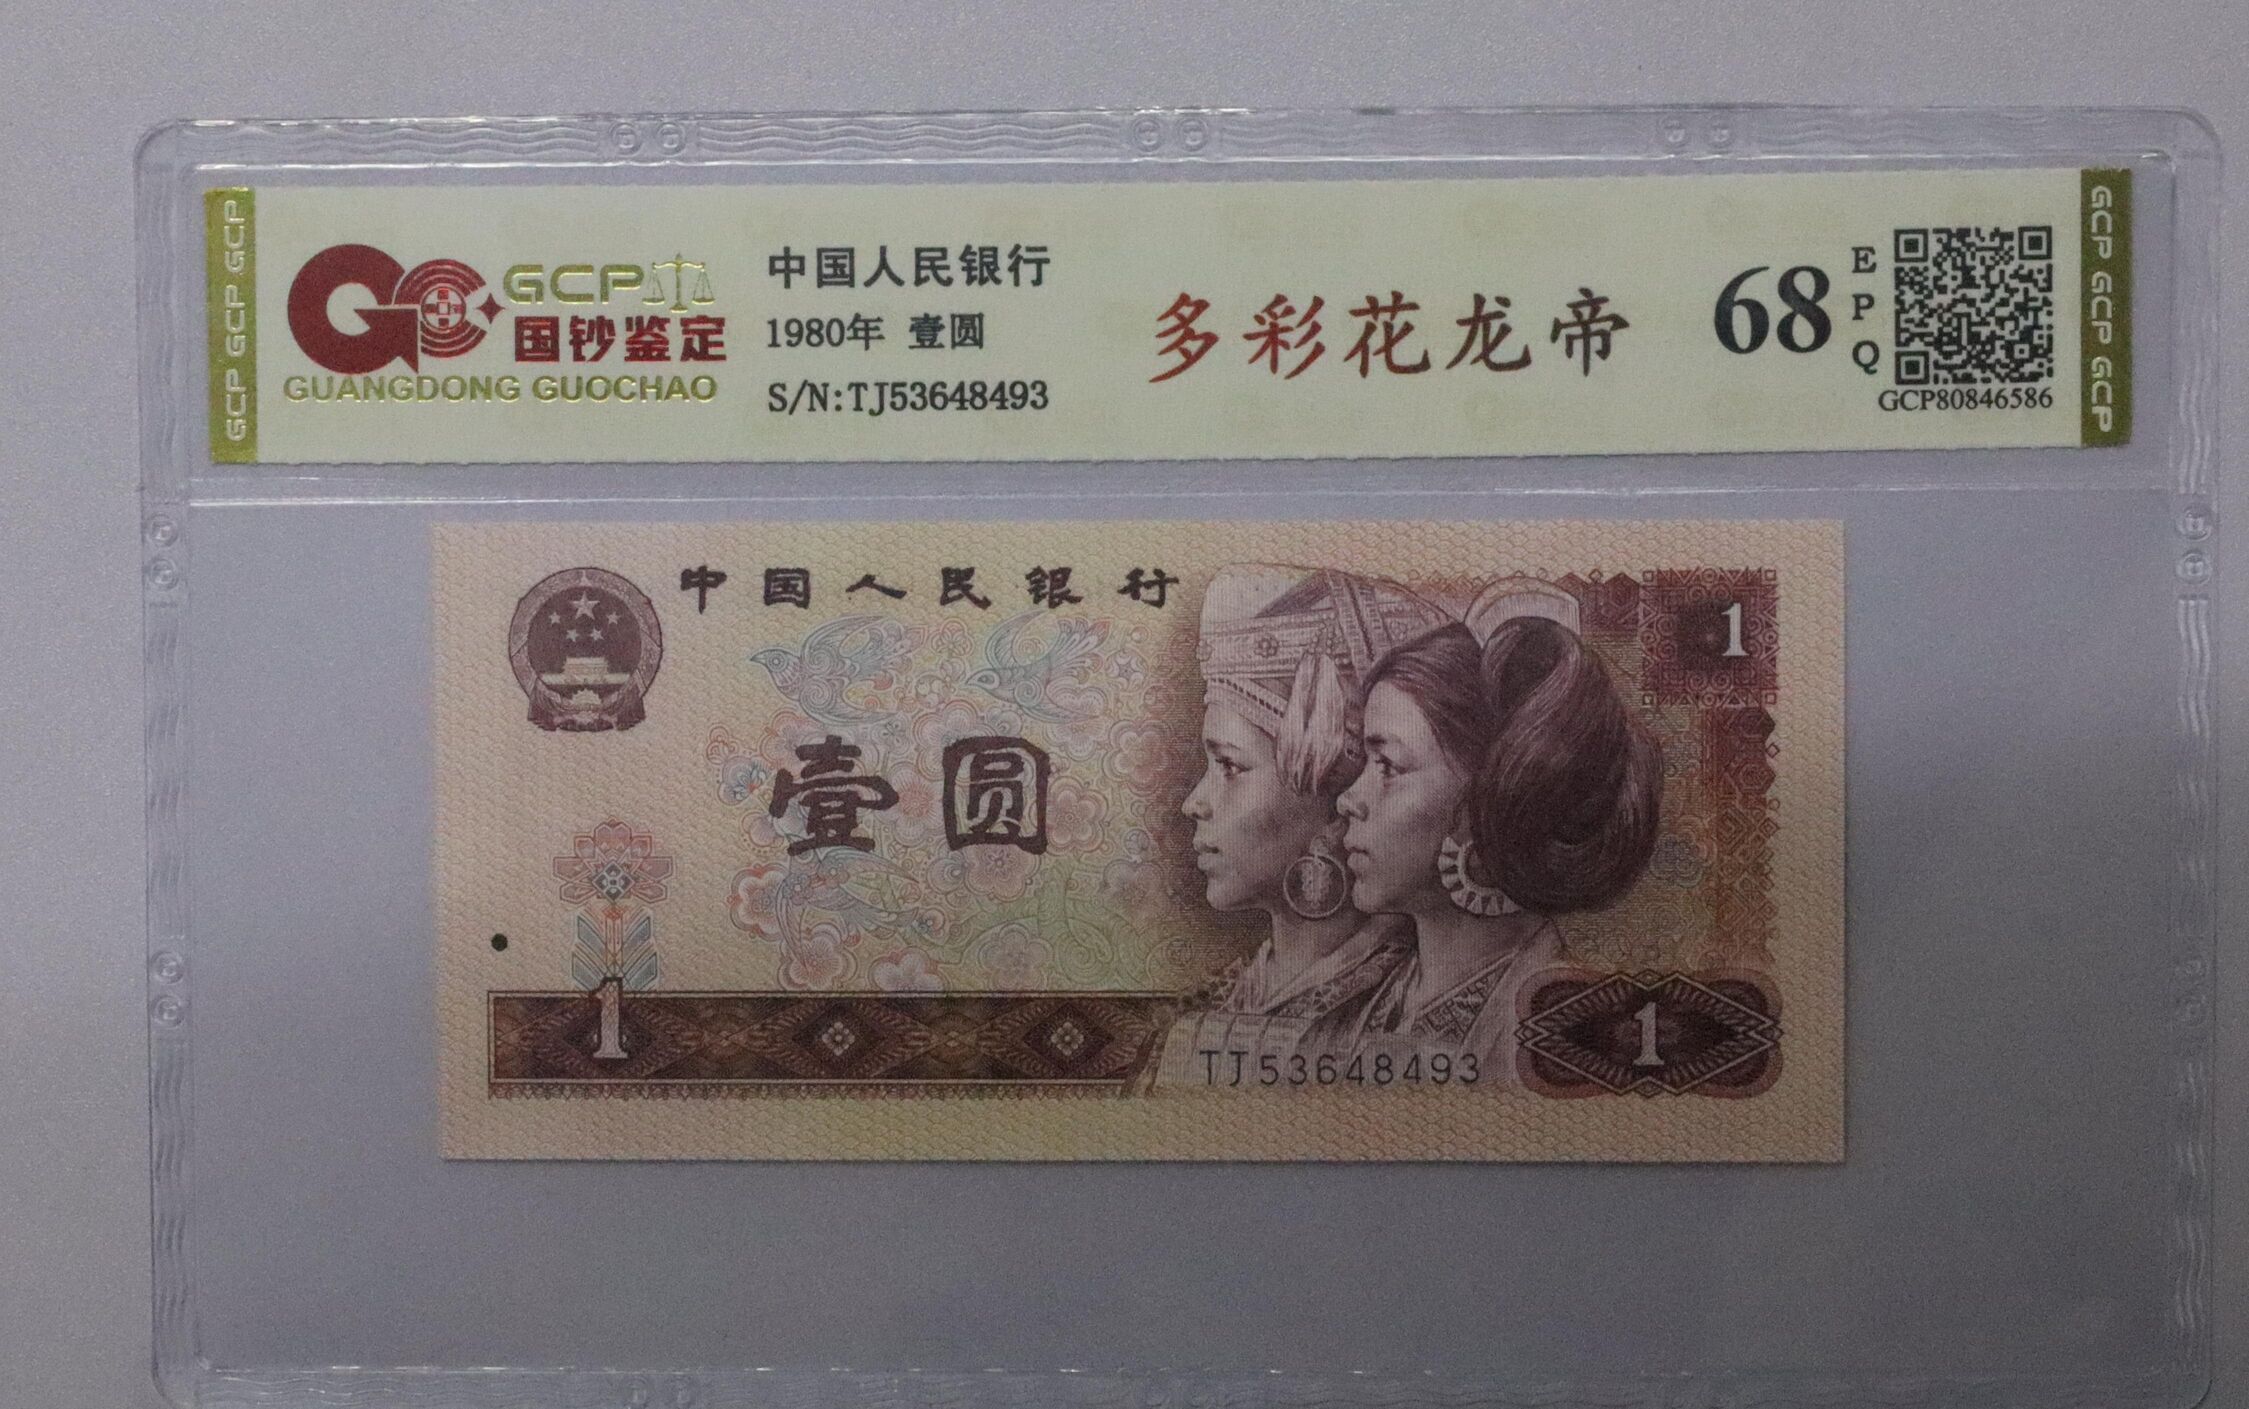 GCP GCP GCP
GCP
国钞鉴定
GUANGDONG GUOCHAO
中国人民银行
1980年 壹圆
S/N:TJ53648493
多彩花龙帝
68
EPQ
GCP80846586
GCP GCP GCP
中国人民银行
1
壹圆
1
TJ53648493
1